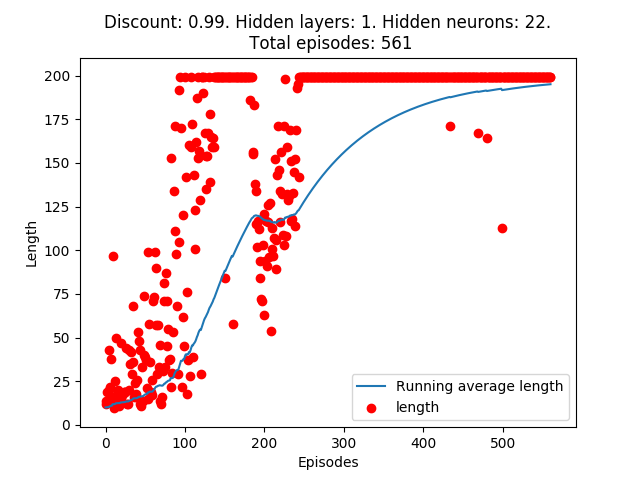 Discount: 0.99. Hidden layers: 1. Hidden neurons: 22.
Total episodes: 561
200
175
150
125
100
75
50
25
0
Length
0
100
200
300
400
500
Episodes
Running average length
length